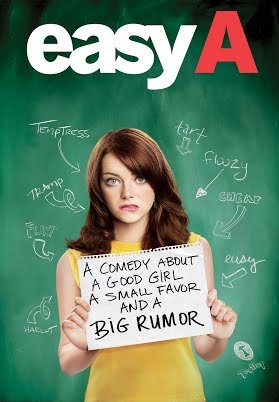 easy A
TEMPTRESS
tart
floozy
FLIRT
TRAMP
CHEAP
easy
HARLOT
A COMEDY ABOUT
A GOOD GIRL
A SMALL FAVOR
AND A
BIG RUMOR